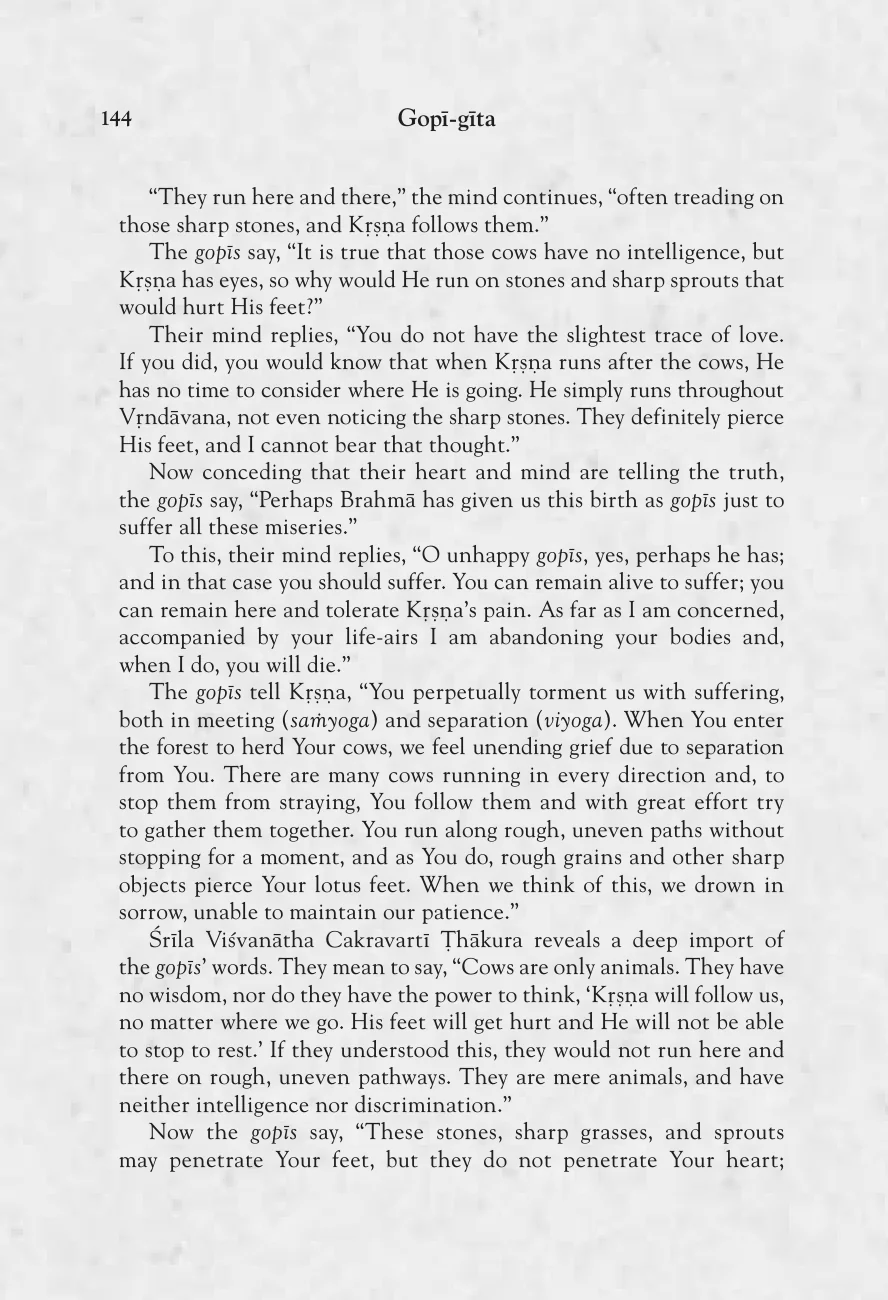 144
Gopī-gīta
“They run here and there,” the mind continues, “often treading on
those sharp stones, and Kṛṣṇa follows them.”
The gopīs say, “It is true that those cows have no intelligence, but
Kṛṣṇa has eyes, so why would He run on stones and sharp sprouts that
would hurt His feet?”
Their mind replies, “You do not have the slightest trace of love.
If you did, you would know that when Kṛṣṇa runs after the cows, He
has no time to consider where He is going. He simply runs throughout
Vṛndāvana, not even noticing the sharp stones. They definitely pierce
His feet, and I cannot bear that thought.”
Now conceding that their heart and mind are telling the truth,
the gopīs say, “Perhaps Brahmā has given us this birth as gopīs just to
suffer all these miseries.”
To this, their mind replies, “O unhappy gopīs, yes, perhaps he has;
and in that case you should suffer. You can remain alive to suffer; you
can remain here and tolerate Kṛṣṇa’s pain. As far as I am concerned,
accompanied by your life-airs I am abandoning your bodies and,
when I do, you will die.”
The gopīs tell Kṛṣṇa, “You perpetually torment us with suffering,
both in meeting (saṁyoga) and separation (viyoga). When You enter
the forest to herd Your cows, we feel unending grief due to separation
from You. There are many cows running in every direction and, to
stop them from straying, You follow them and with great effort try
to gather them together. You run along rough, uneven paths without
stopping for a moment, and as You do, rough grains and other sharp
objects pierce Your lotus feet. When we think of this, we drown in
sorrow, unable to maintain our patience.”
Śrīla Viśvanātha Cakravartī Ṭhākura reveals a deep import of
the gopīs’ words. They mean to say, “Cows are only animals. They have
no wisdom, nor do they have the power to think, ‘Kṛṣṇa will follow us,
no matter where we go. His feet will get hurt and He will not be able
to stop to rest.’ If they understood this, they would not run here and
there on rough, uneven pathways. They are mere animals, and have
neither intelligence nor discrimination.”
Now the gopīs say, “These stones, sharp grasses, and sprouts
may penetrate Your feet, but they do not penetrate Your heart;